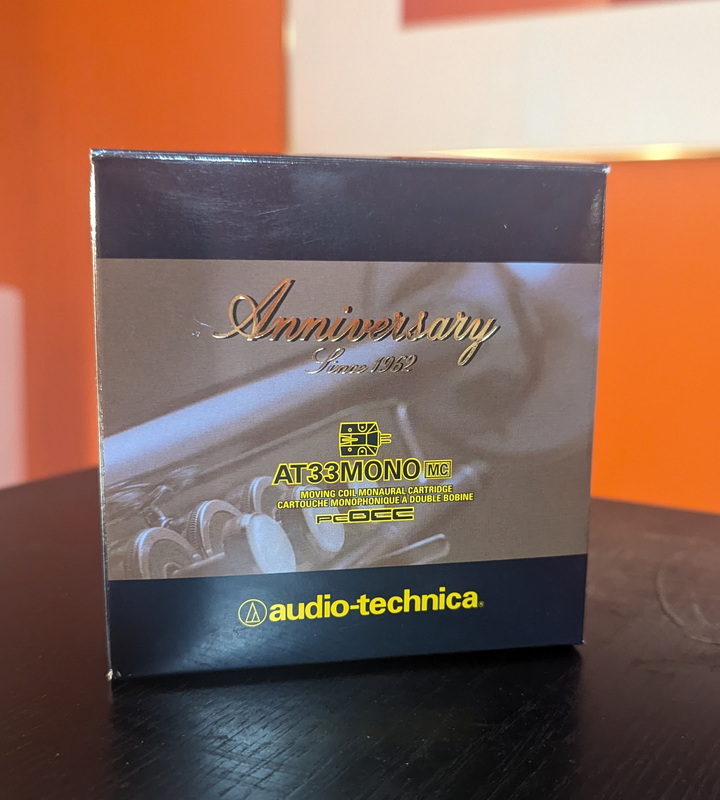 Anniversary
Since 1962
AT33MONO MC
MOVING COIL MONAURAL CARTRIDGE
CARTOUCHE MONOPHONIQUE A DOUBLE BOBINE
PCOCC
audio-technica®